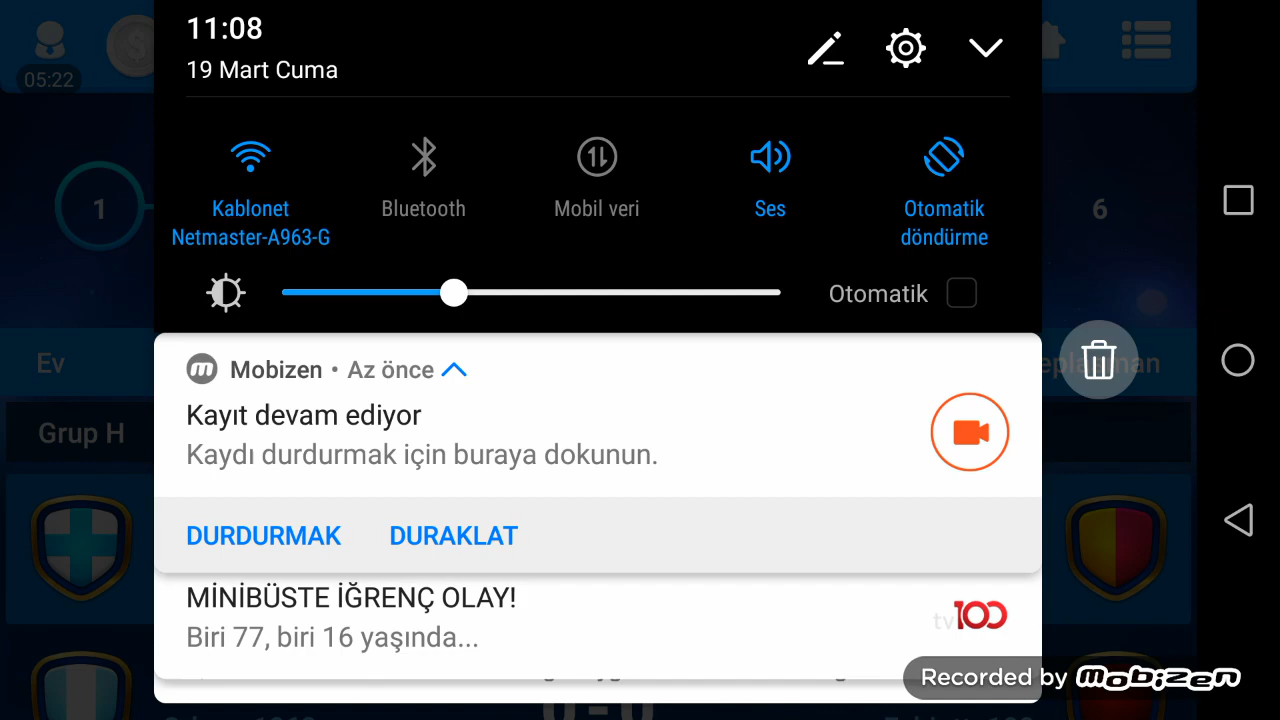 11:08
19 Mart Cuma
05:22
Kablonet
Netmaster-A963-G
Bluetooth
Mobil veri
Ses
Otomatik
döndürme
1
6
Otomatik
Ev
Mobizen • Az önce
Kayıt devam ediyor
Kaydı durdurmak için buraya dokunun.
Grup H
DURDURMAK DURAKLAT
MİNİBÜSTE İĞRENÇ OLAY!
Biri 77, biri 16 yaşında...
tv100
Recorded by mobizen
0 - 0